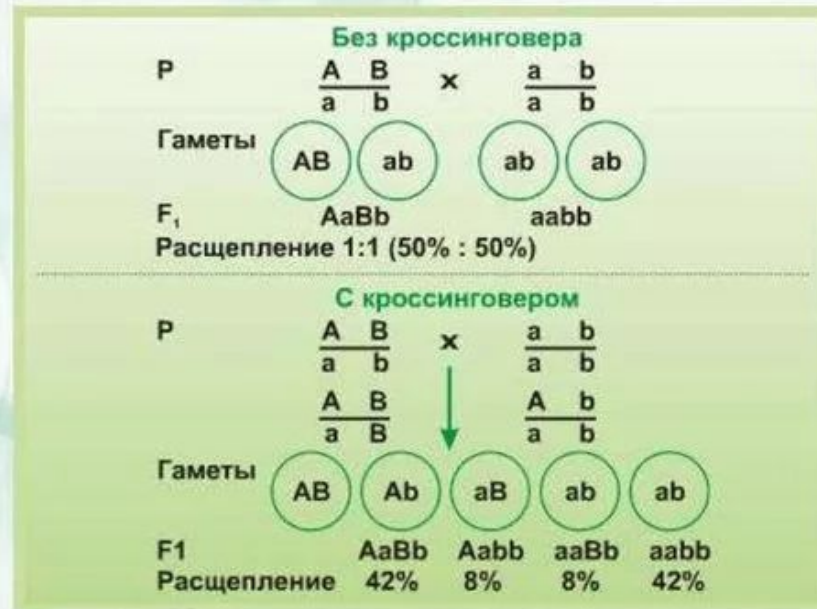 Без кроссинговера
P A B × a b
a b a b
Гаметы AB ab ab ab
F₁ AaBb aabb
Расщепление 1:1 (50% : 50%)
С кроссинговером
P A B × a b
a b a b
A B A b
a B a b
Гаметы AB Ab aB ab ab
F1 AaBb Aabb aaBb aabb
Расщепление 42% 8% 8% 42%